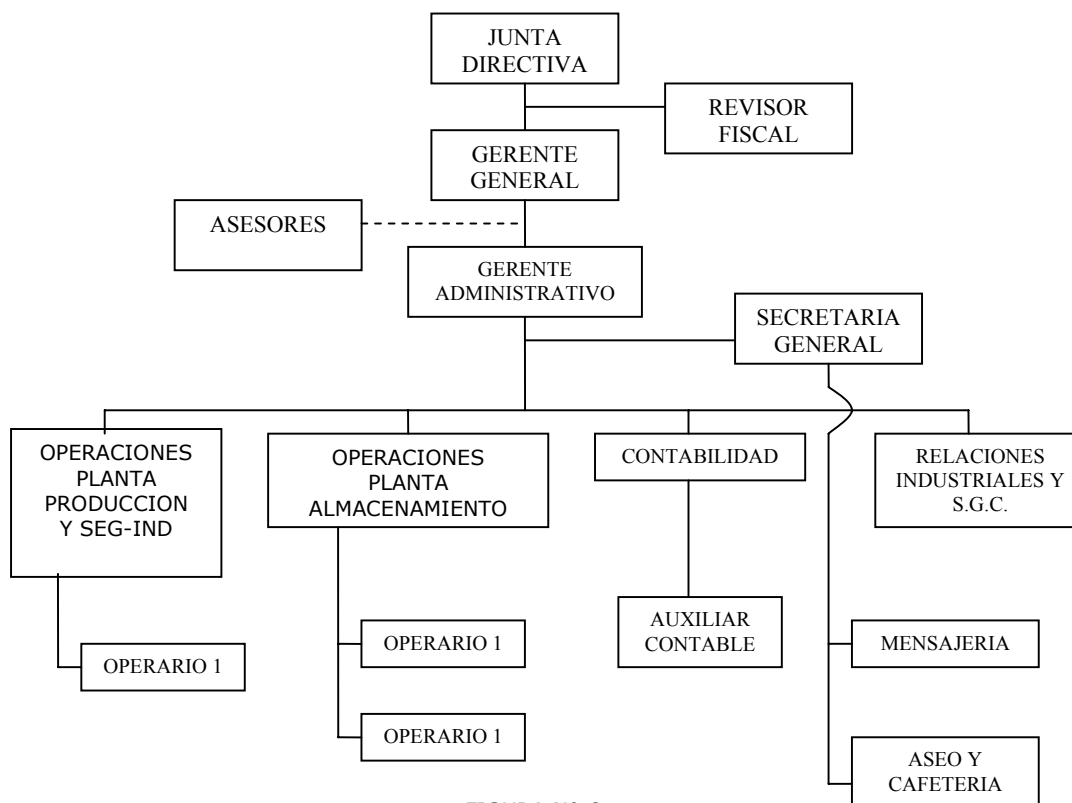 JUNTA
DIRECTIVA
REVISOR
FISCAL
GERENTE
GENERAL
ASESORES
GERENTE
ADMINISTRATIVO
SECRETARIA
GENERAL
OPERACIONES
PLANTA
PRODUCCION
Y SEG-IND
OPERACIONES
PLANTA
ALMACENAMIENTO
CONTABILIDAD
RELACIONES
INDUSTRIALES Y
S.G.C.
OPERARIO 1
OPERARIO 1
OPERARIO 1
AUXILIAR
CONTABLE
MENSAJERIA
ASEO Y
CAFETERIA